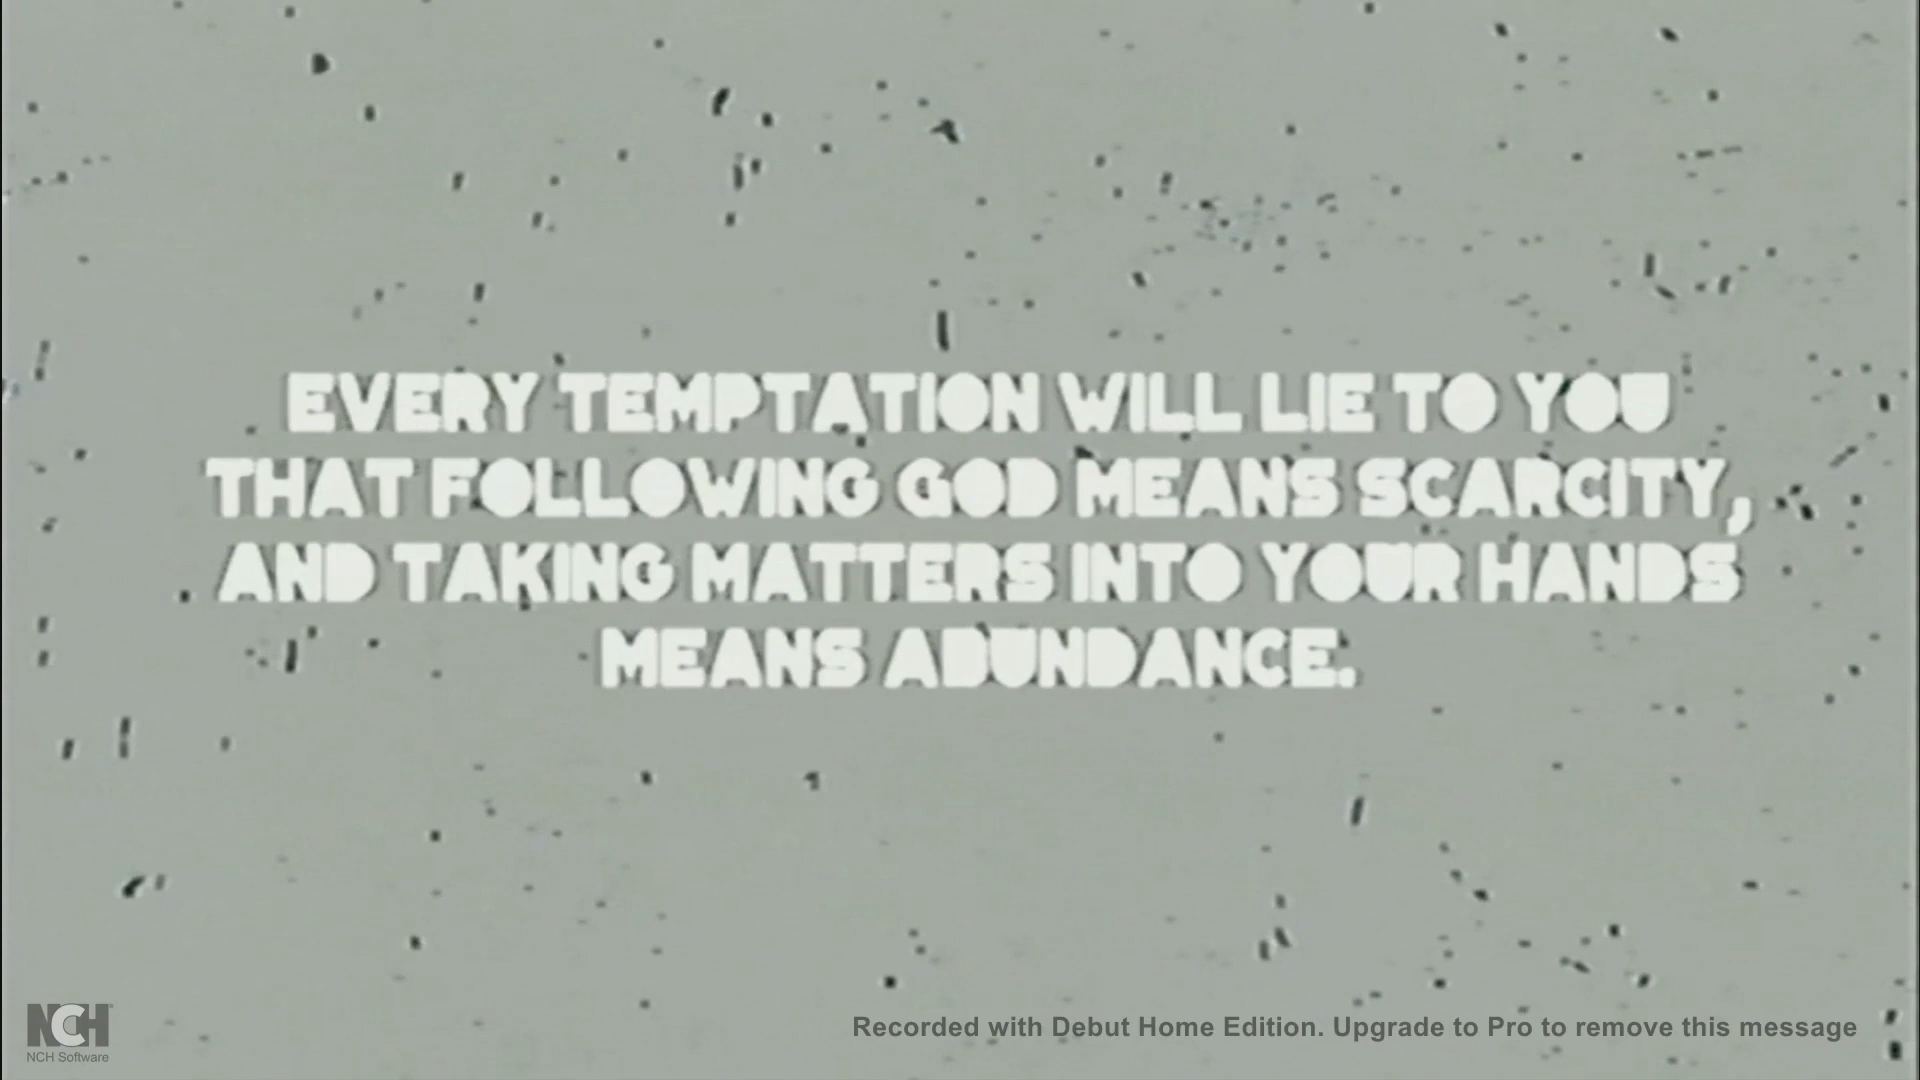 EVERY TEMPTATION WILL LIE TO YOU
THAT FOLLOWING GOD MEANS SCARCITY,
AND TAKING MATTERS INTO YOUR HANDS
MEANS ABUNDANCE.
NCH
NCH Software
Recorded with Debut Home Edition. Upgrade to Pro to remove this message